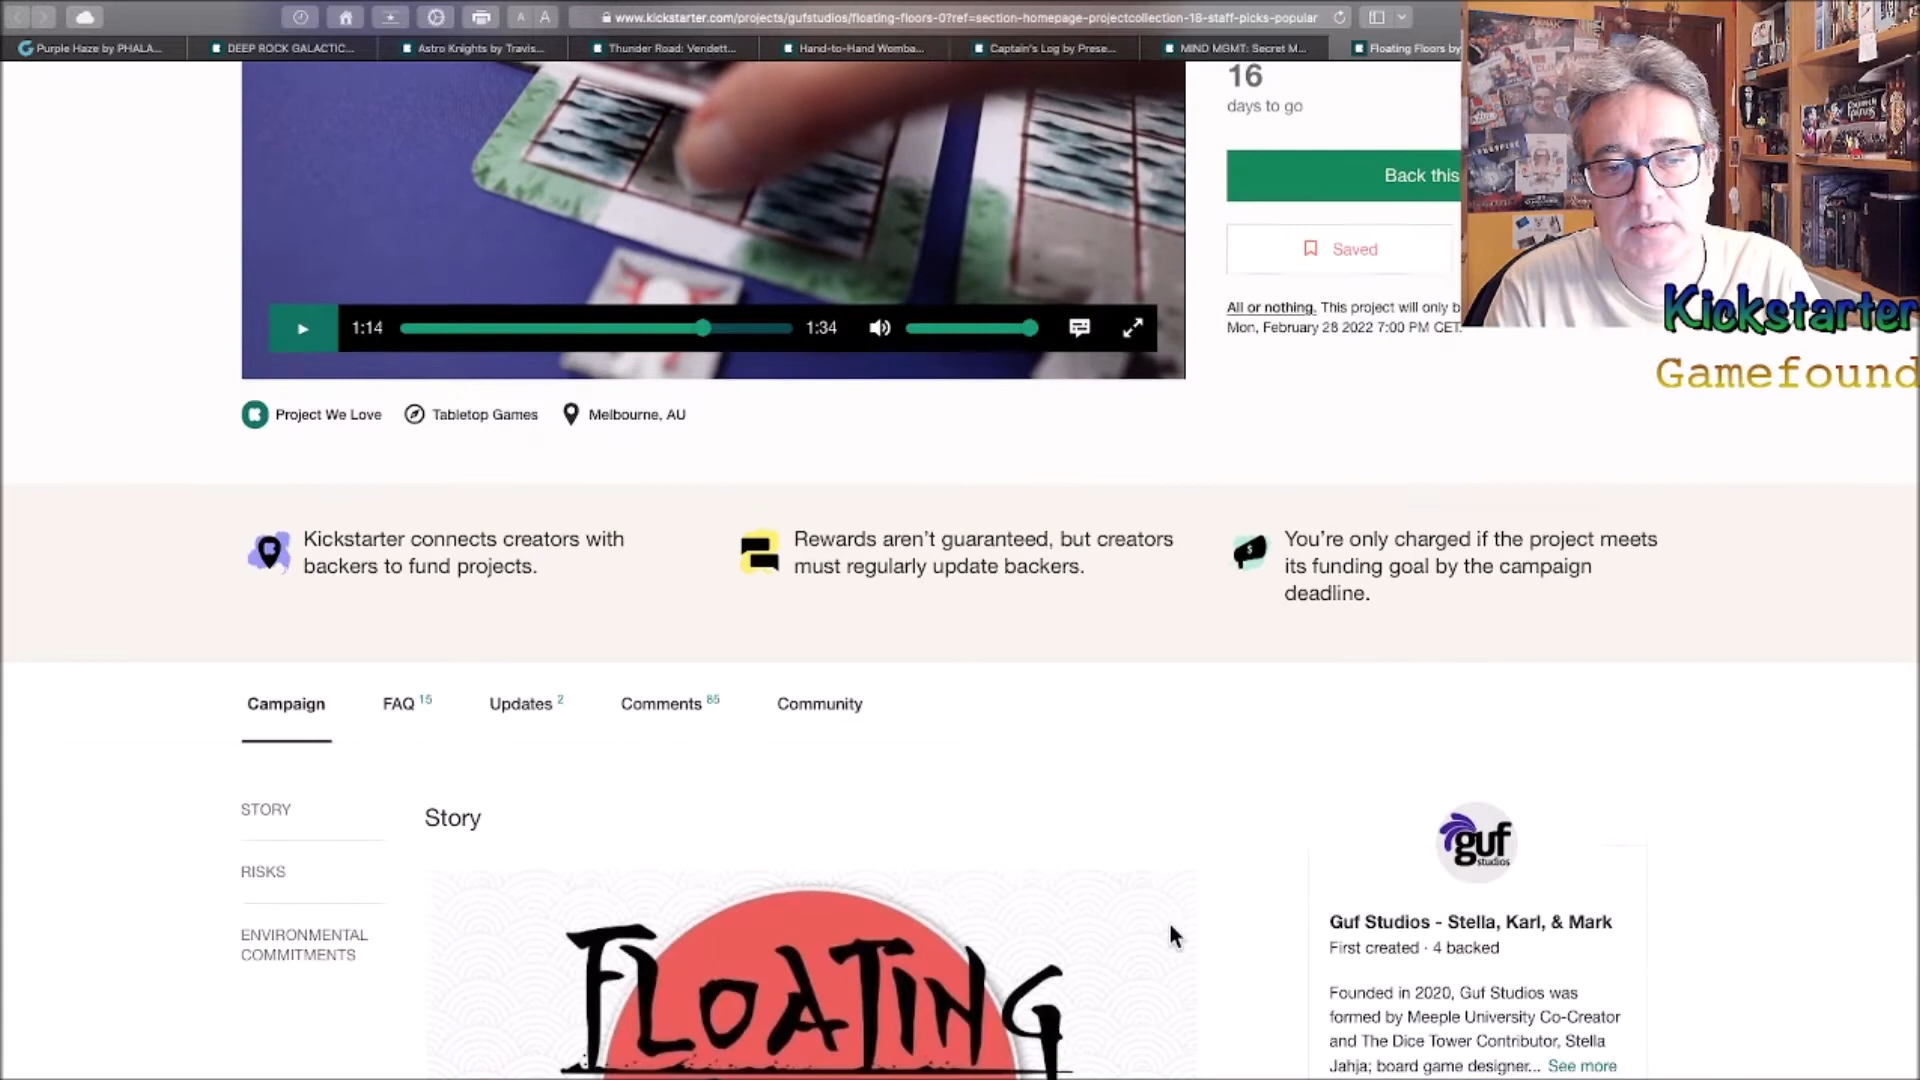 A A
www.kickstarter.com/projects/gufstudios/floating-floors-0?ref=section-homepage-projectcollection-18-staff-picks-popular
Purple Haze by PHALA...
DEEP ROCK GALACTIC...
Astro Knights by Travis...
Thunder Road: Vendett...
Hand-to-Hand Womba...
Captain's Log by Prese...
MIND MGMT: Secret M...
Floating Floors by
16
days to go
Back this
Saved
All or nothing. This project will only b
Mon, February 28 2022 7:00 PM CET.
Kickstarter
Gamefound
1:14
1:34
Project We Love
Tabletop Games
Melbourne, AU
Kickstarter connects creators with
backers to fund projects.
Rewards aren't guaranteed, but creators
must regularly update backers.
You're only charged if the project meets
its funding goal by the campaign
deadline.
Campaign
FAQ 15
Updates 2
Comments 85
Community
STORY
RISKS
ENVIRONMENTAL
COMMITMENTS
Story
FLOATING
guf
studios
Guf Studios - Stella, Karl, & Mark
First created · 4 backed
Founded in 2020, Guf Studios was
formed by Meeple University Co-Creator
and The Dice Tower Contributor, Stella
Jahja; board game designer... See more